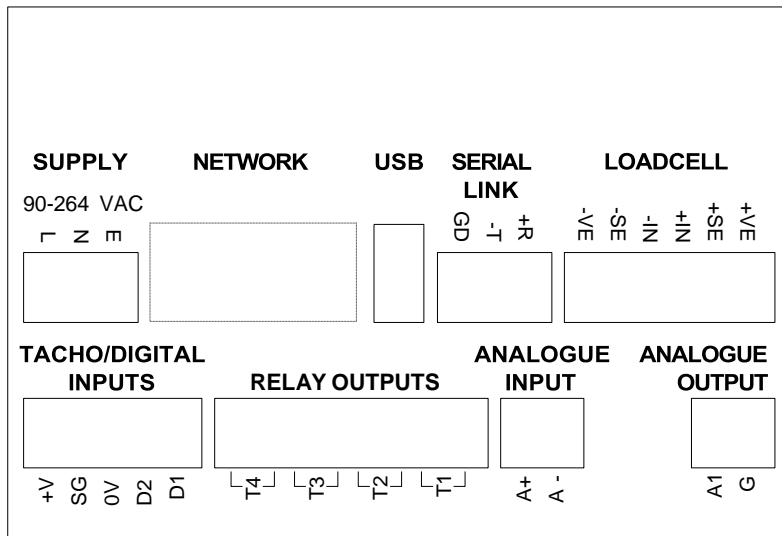 SUPPLY
90-264 VAC
L N E
NETWORK
USB
SERIAL
LINK
GD -T +R
LOADCELL
-VE -SE -IN +IN +SE +VE
TACHO/DIGITAL
INPUTS
+V SG 0V D2 D1
RELAY OUTPUTS
T4 T3 T2 T1
ANALOGUE
INPUT
A+ A -
ANALOGUE
OUTPUT
A1 G